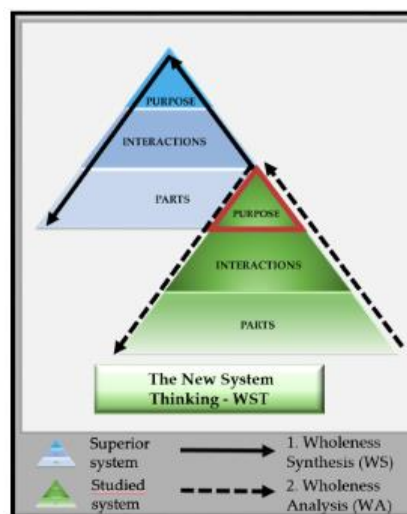 PURPOSE
INTERACTIONS
PARTS
PURPOSE
INTERACTIONS
PARTS
The New System
Thinking - WST
Superior
system
1. Wholeness
Synthesis (WS)
Studied
system
2. Wholeness
Analysis (WA)